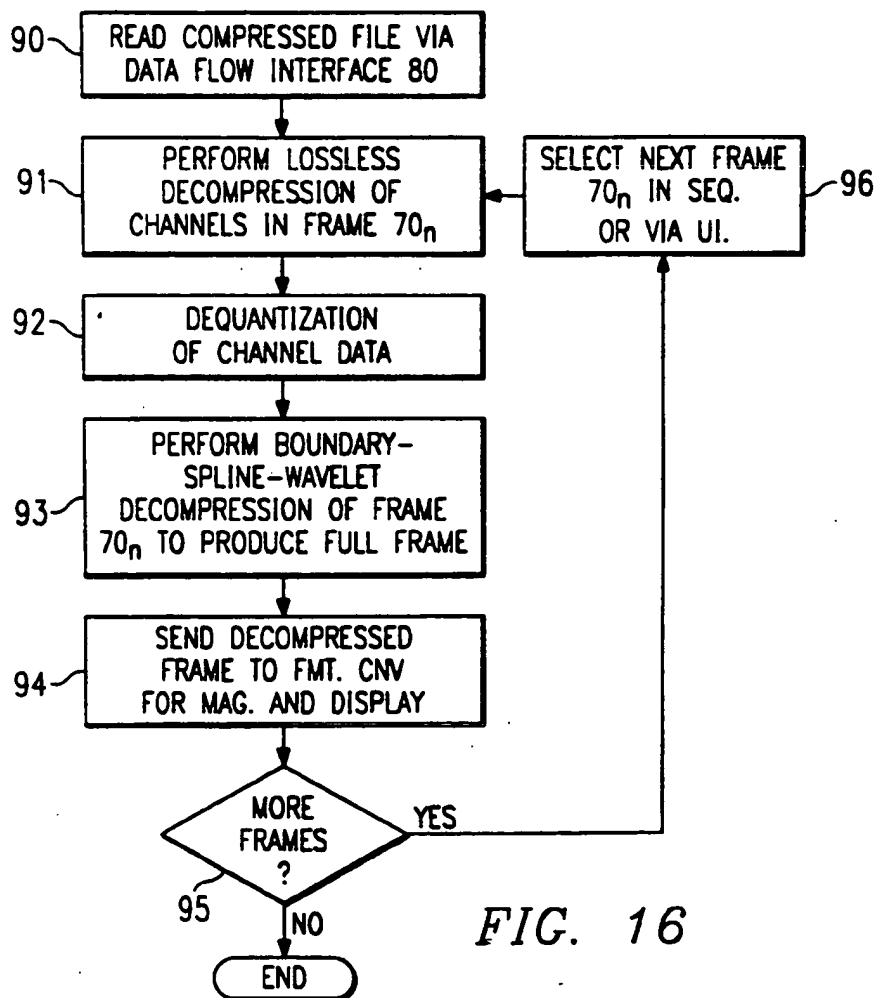 90
READ COMPRESSED FILE VIA
DATA FLOW INTERFACE 80
91
PERFORM LOSSLESS
DECOMPRESSION OF
CHANNELS IN FRAME 70n
SELECT NEXT FRAME
70n IN SEQ.
OR VIA UI.
96
92
DEQUANTIZATION
OF CHANNEL DATA
93
PERFORM BOUNDARY-
SPLINE-WAVELET
DECOMPRESSION OF FRAME
70n TO PRODUCE FULL FRAME
94
SEND DECOMPRESSED
FRAME TO FMT. CNV
FOR MAG. AND DISPLAY
MORE
FRAMES
?
YES
95
NO
END
FIG. 16